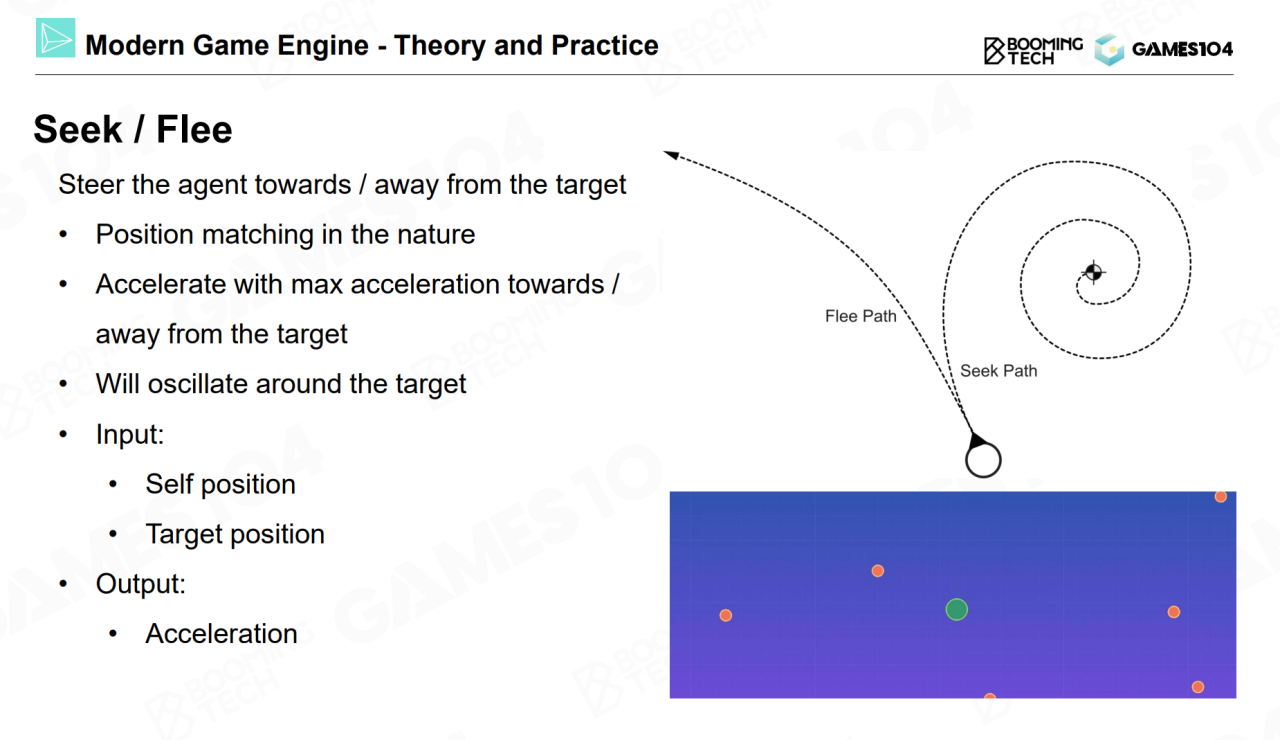 Modern Game Engine - Theory and Practice
BOOMING
TECH
GAMES104
Seek / Flee
Steer the agent towards / away from the target
• Position matching in the nature
• Accelerate with max acceleration towards /
away from the target
• Will oscillate around the target
• Input:
• Self position
• Target position
• Output:
• Acceleration
Flee Path
Seek Path